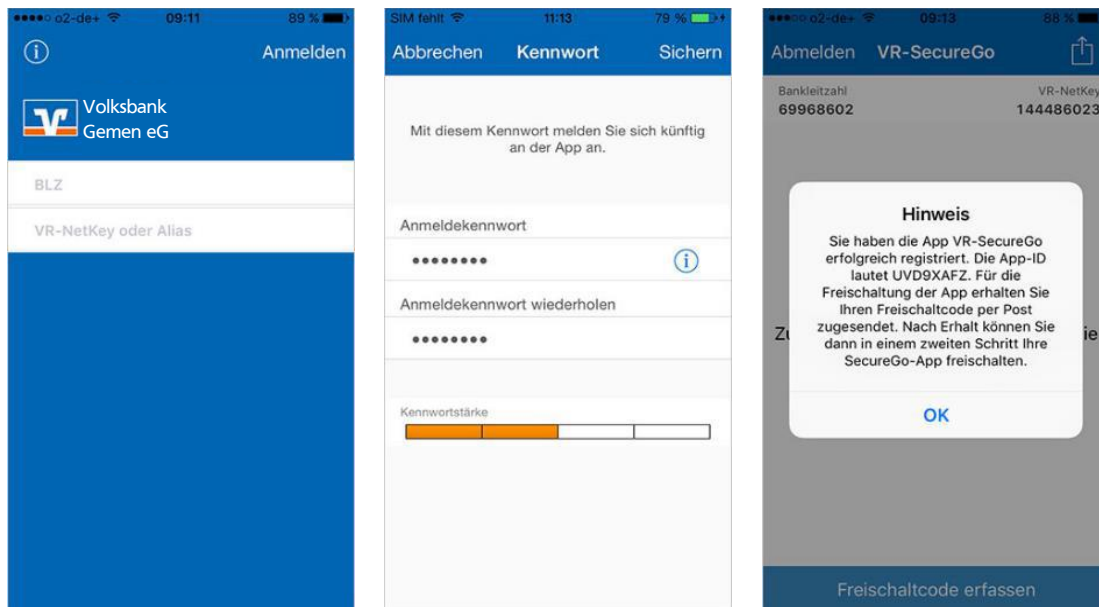 o2-de+ 09:11 89 %
Anmelden
Volksbank
Gemen eG
BLZ
VR-NetKey oder Alias
SIM fehlt 11:13 79 %
Abbrechen Kennwort Sichern
Mit diesem Kennwort melden Sie sich künftig
an der App an.
Anmeldekennwort
Anmeldekennwort wiederholen
Kennwortstärke
o2-de+ 09:13 88 %
Abmelden VR-SecureGo
Bankleitzahl VR-NetKey
69968602 144486023
Hinweis
Sie haben die App VR-SecureGo
erfolgreich registriert. Die App-ID
lautet UVD9XAFZ. Für die
Freischaltung der App erhalten Sie
Ihren Freischaltcode per Post
zugesendet. Nach Erhalt können Sie
dann in einem zweiten Schritt Ihre
SecureGo-App freischalten.
OK
Freischaltcode erfassen